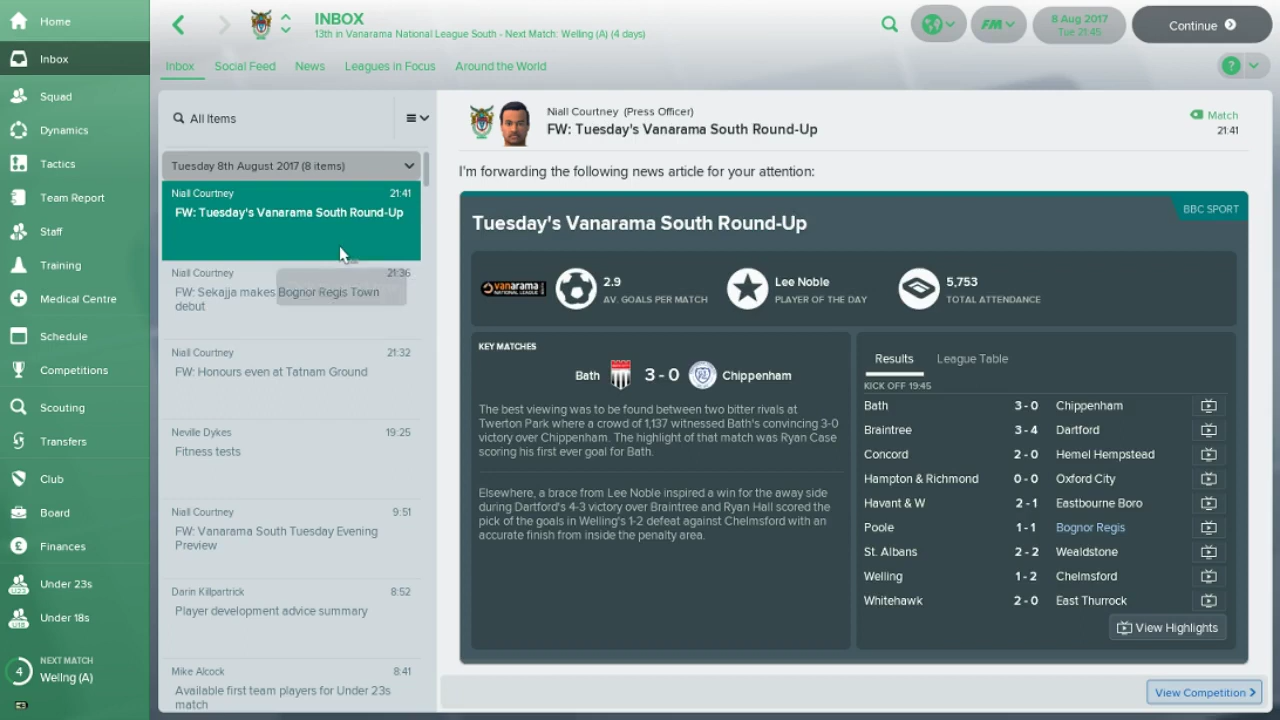 Home
Inbox
Squad
Dynamics
Tactics
Team Report
Staff
Training
Medical Centre
Schedule
Competitions
Scouting
Transfers
Club
Board
Finances
Under 23s
Under 18s
4
NEXT MATCH
Wellng (A)
INBOX
13th in Vanarama National League South - Next Match: Welling (A) (4 days)
FM
8 Aug 2017
Tue 21:45
Continue
Inbox
Social Feed
News
Leagues in Focus
Around the World
?
All Items
Tuesday 8th August 2017 (8 items)
Niall Courtney 21:41
FW: Tuesday's Vanarama South Round-Up
Niall Courtney 21:36
FW: Sekajja makes Bognor Regis Town
debut
Niall Courtney 21:32
FW: Honours even at Tatnam Ground
Neville Dykes 19:25
Fitness tests
Niall Courtney 9:51
FW: Vanarama South Tuesday Evening
Preview
Darin Killpartrick 8:52
Player development advice summary
Mike Alcock 8:41
Available first team players for Under 23s
match
Niall Courtney (Press Officer)
FW: Tuesday's Vanarama South Round-Up
Match
21:41
I'm forwarding the following news article for your attention:
BBC SPORT
Tuesday's Vanarama South Round-Up
vanarama
2.9
AV. GOALS PER MATCH
Lee Noble
PLAYER OF THE DAY
5,753
TOTAL ATTENDANCE
KEY MATCHES
Bath 3 - 0 Chippenham
The best viewing was to be found between two bitter rivals at
Twerton Park where a crowd of 1,137 witnessed Bath's convincing 3-0
victory over Chippenham. The highlight of that match was Ryan Case
scoring his first ever goal for Bath.
Elsewhere, a brace from Lee Noble inspired a win for the away side
during Dartford's 4-3 victory over Braintree and Ryan Hall scored the
pick of the goals in Welling's 1-2 defeat against Chelmsford with an
accurate finish from inside the penalty area.
Results
League Table
KICK OFF 19:45
Bath 3 - 0 Chippenham
Braintree 3 - 4 Dartford
Concord 2 - 0 Hemel Hempstead
Hampton & Richmond 0 - 0 Oxford City
Havant & W 2 - 1 Eastbourne Boro
Poole 1 - 1 Bognor Regis
St. Albans 2 - 2 Wealdstone
Welling 1 - 2 Chelmsford
Whitehawk 2 - 0 East Thurrock
View Highlights
View Competition